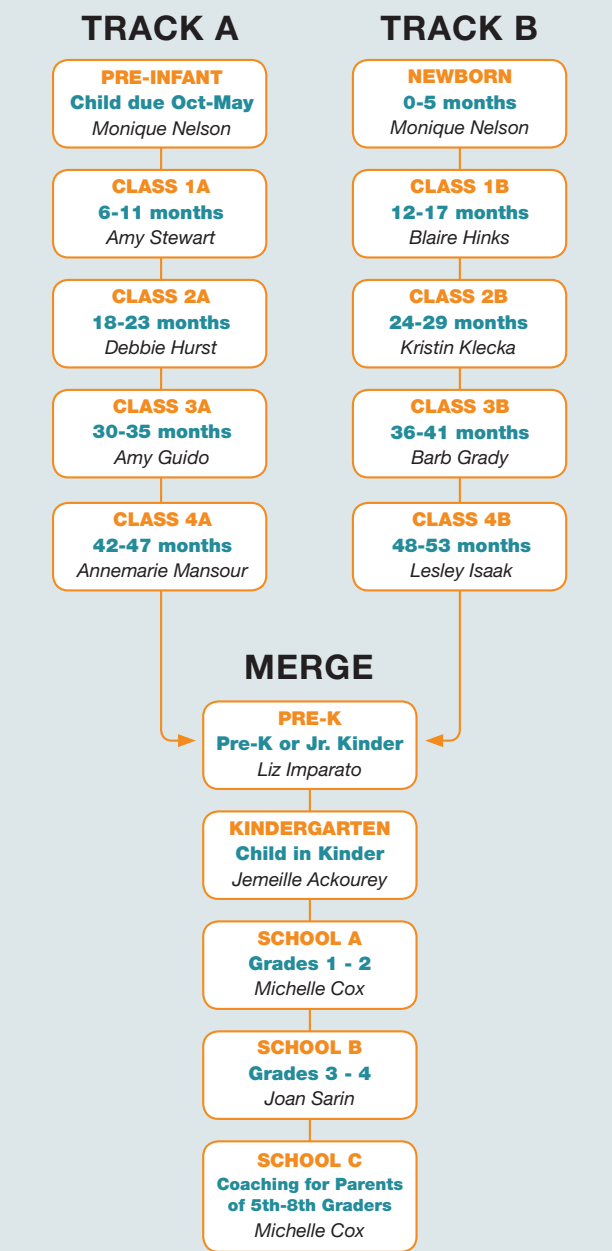 TRACK A
PRE-INFANT
Child due Oct-May
Monique Nelson
CLASS 1A
6-11 months
Amy Stewart
CLASS 2A
18-23 months
Debbie Hurst
CLASS 3A
30-35 months
Amy Guido
CLASS 4A
42-47 months
Annemarie Mansour
TRACK B
NEWBORN
0-5 months
Monique Nelson
CLASS 1B
12-17 months
Blaire Hinks
CLASS 2B
24-29 months
Kristin Klecka
CLASS 3B
36-41 months
Barb Grady
CLASS 4B
48-53 months
Lesley Isaak
MERGE
PRE-K
Pre-K or Jr. Kinder
Liz Imparato
KINDERGARTEN
Child in Kinder
Jemeille Ackourey
SCHOOL A
Grades 1 - 2
Michelle Cox
SCHOOL B
Grades 3 - 4
Joan Sarin
SCHOOL C
Coaching for Parents
of 5th-8th Graders
Michelle Cox